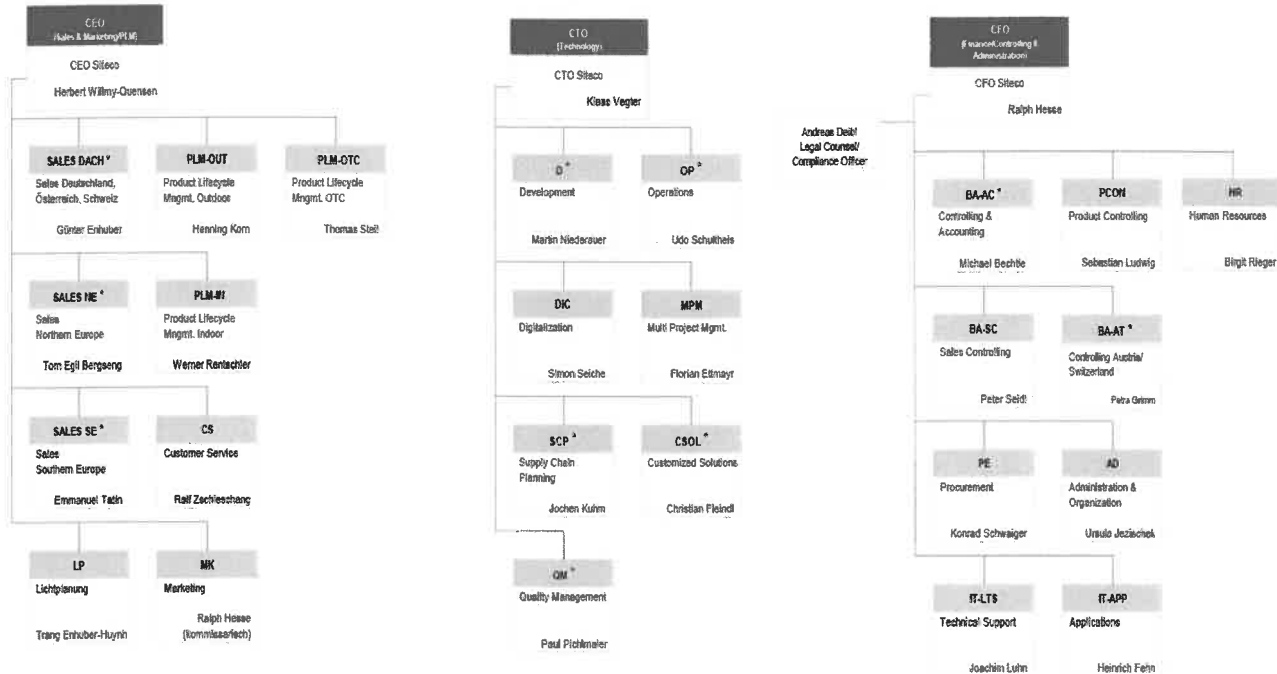 CEO
(Sales & Marketing/PLM)
CEO Siteco
Herbert Willmy-Quensen
SALES DACH *
Sales Deutschland,
Österreich, Schweiz
Günter Enhuber
PLM-OUT
Product Lifecycle
Mngmt. Outdoor
Henning Korn
PLM-OTC
Product Lifecycle
Mngmt. OTC
Thomas Steil
SALES NE *
Sales
Northern Europe
Tom Egil Bergseng
PLM-IN
Product Lifecycle
Mngmt. Indoor
Werner Rentschler
SALES SE *
Sales
Southern Europe
Emmanuel Tatin
CS
Customer Service
Ralf Zschieschang
LP
Lichtplanung
Trang Enhuber-Huynh
MK
Marketing
Ralph Hesse
(kommissarisch)
CTO
(Technology)
CTO Siteco
Klaas Vegter
D *
Development
Martin Niederauer
OP *
Operations
Udo Schultheis
DIC
Digitalization
Simon Seiche
MPM
Multi Project Mgmt.
Florian Ettmayr
SCP *
Supply Chain
Planning
Jochen Kuhm
CSOL *
Customized Solutions
Christian Fleindl
QM *
Quality Management
Paul Pichlmaier
CFO
(Finance/Controlling &
Administration)
CFO Siteco
Ralph Hesse
Andreas Deibl
Legal Counsel/
Compliance Officer
BA-AC *
Controlling &
Accounting
Michael Bechtle
PCON
Product Controlling
Sebastian Ludwig
HR
Human Resources
Birgit Rieger
BA-SC
Sales Controlling
Peter Seidl
BA-AT *
Controlling Austria/
Switzerland
Petra Grimm
PE
Procurement
Konrad Schwaiger
AD
Administration &
Organization
Ursula Jezischek
IT-LTS
Technical Support
Joachim Luhn
IT-APP
Applications
Heinrich Fehn